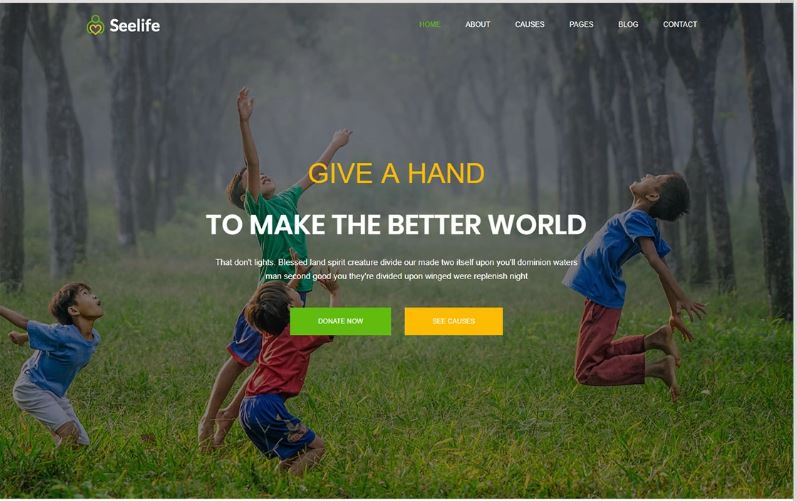 Seelife
HOME ABOUT CAUSES PAGES BLOG CONTACT
GIVE A HAND
TO MAKE THE BETTER WORLD
That don't lights. Blessed land spirit creature divide our made two itself upon you'll dominion waters
man second good you they're divided upon winged were replenish night
DONATE NOW
SEE CAUSES